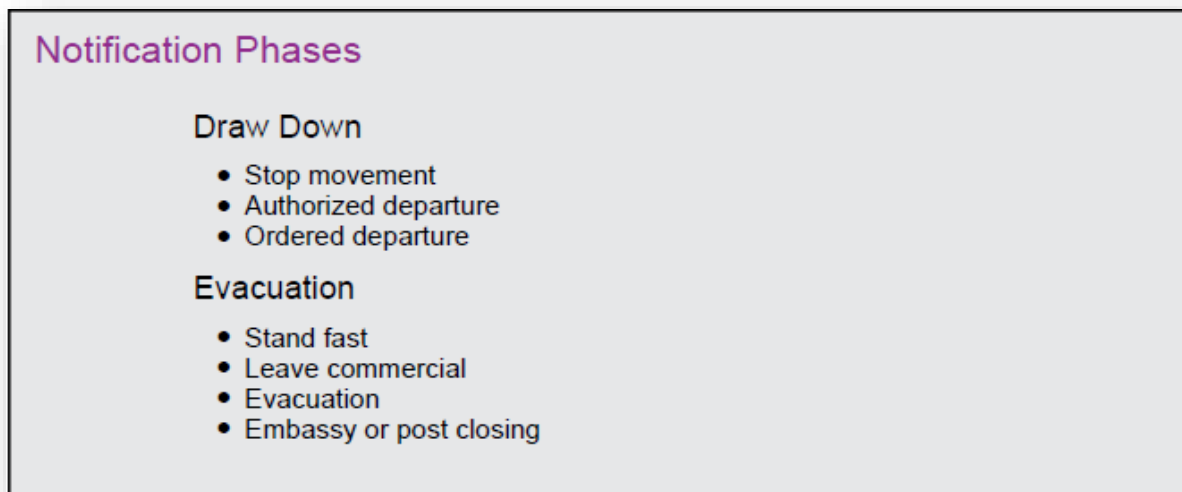 Notification Phases
Draw Down
• Stop movement
• Authorized departure
• Ordered departure
Evacuation
• Stand fast
• Leave commercial
• Evacuation
• Embassy or post closing